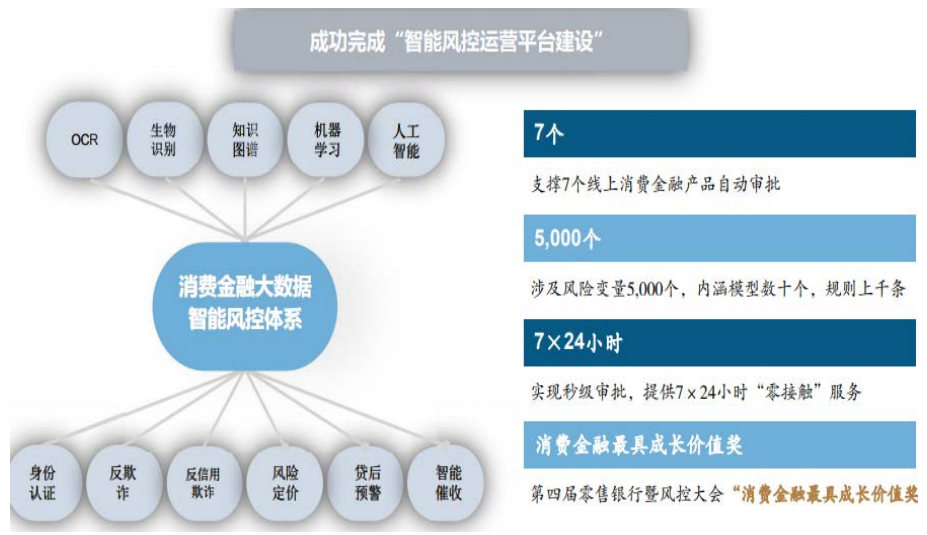 成功完成“智能风控运营平台建设”
OCR
生物
识别
知识
图谱
机器
学习
人工
智能
消费金融大数据
智能风控体系
身份
认证
反欺
诈
反信用
欺诈
风险
定价
贷后
预警
智能
催收
7个
支撑7个线上消费金融产品自动审批
5,000个
涉及风险变量5,000个，内涵模型数十个，规则上千条
7×24小时
实现秒级审批，提供7×24小时“零接触”服务
消费金融最具成长价值奖
第四届零售银行暨风控大会“消费金融最具成长价值奖